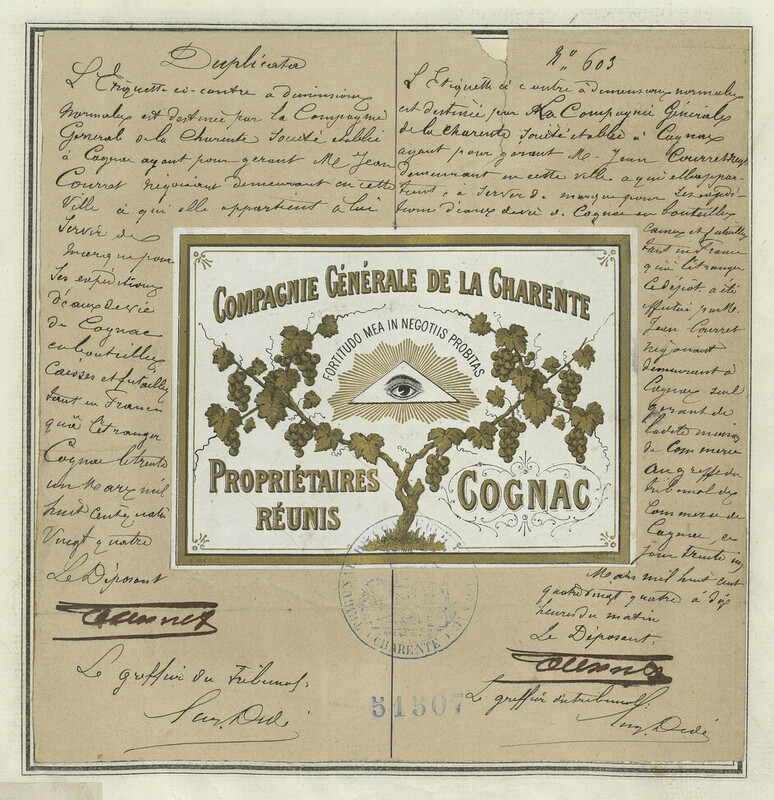 Duplicata
L'Etiquette ci-contre a dimensions
normales est destinée par la Compagnie
Général de la Charente Société établie
à Cognac ayant pour gérant Mr Jean
Courret Négociant demeurant en cette
Ville à qui elle appartient à lui
Servir de
marque pour
Ses expéditions
d'eaux de vie
de Cognac
en bouteilles
Caisses et futailles
tant en France
qu'à l'étranger
Cognac le trente
un Mars mil
huit cent quatre
Vingt quatre
Le Déposant
Le greffier du Tribunal
No 603
L'Etiquette ci contre a dimensions normales
est destinée par La Compagnie Générale
de la Charente Société établie à Cognac
ayant pour gérant M. Jean Courret Negt
demeurant en cette ville a qui elle appar-
tient, à servir de marque pour ses expédi-
tions d'eaux de vie de Cognac en bouteilles
Caisses et futailles
tant en France
qu'à l'étranger
Ce dépôt a été
effectué par M.
Jean Courret
négociant
demeurant à
Cognac seul
gérant de
ladite maison
de Commerce
au greffe du
tribunal de
Commerce de
Cognac, ce
jour trente un
Mars mil huit cent
quatre vingt quatre à dix
heures du matin
Le Déposant,
Le greffier du tribunal
COMPAGNIE GÉNÉRALE DE LA CHARENTE
FORTITUDO MEA IN NEGOTIIS PROBITAS
PROPRIÉTAIRES
RÉUNIS
COGNAC
(CHARENTE)
51507